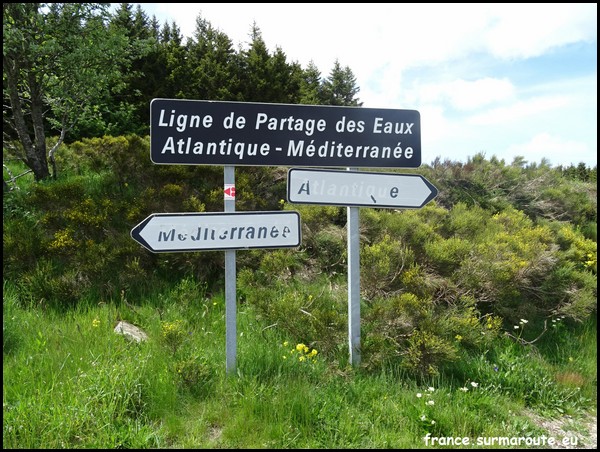 Ligne de Partage des Eaux
Atlantique - Méditerranée
Atlantique
Méditerranée
france.surmaroute.eu